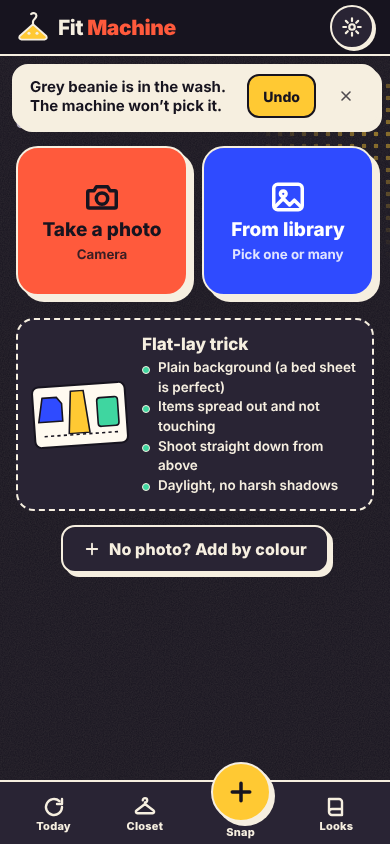 Fit Machine
Grey beanie is in the wash.
The machine won’t pick it.
Undo
Take a photo
Camera
From library
Pick one or many
Flat-lay trick
Plain background (a bed sheet
is perfect)
Items spread out and not
touching
Shoot straight down from
above
Daylight, no harsh shadows
No photo? Add by colour
Today
Closet
Snap
Looks